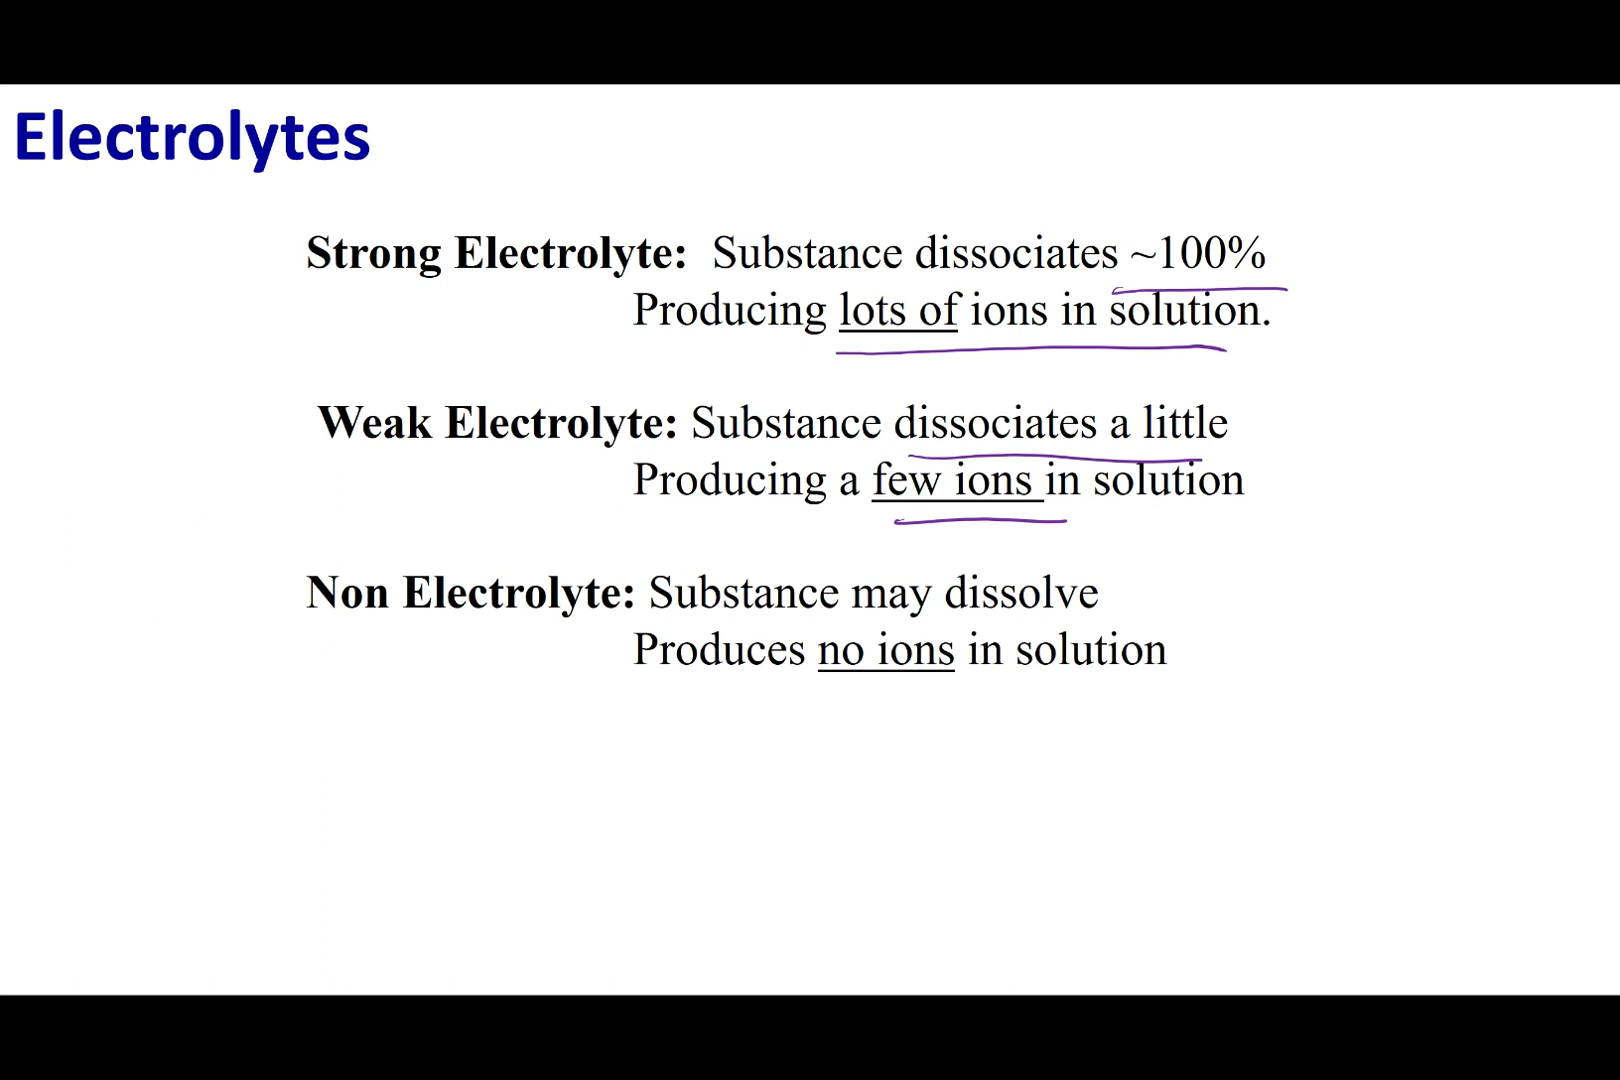 Electrolytes
Strong Electrolyte: Substance dissociates ~100%
Producing lots of ions in solution.
Weak Electrolyte: Substance dissociates a little
Producing a few ions in solution
Non Electrolyte: Substance may dissolve
Produces no ions in solution